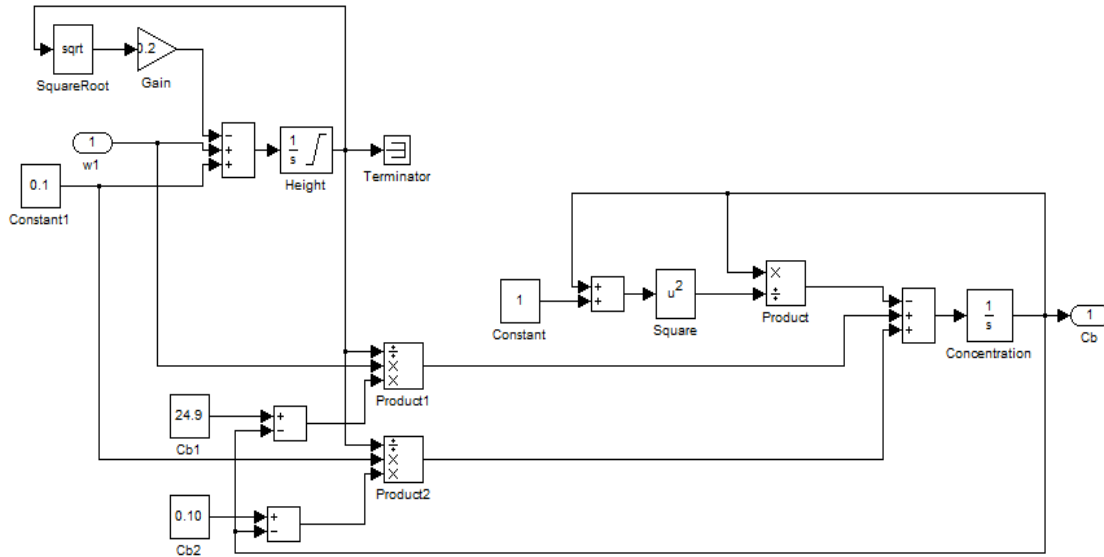 sqrt
0.2
SquareRoot
Gain
1
w1
−
+
+
1
s
Height
Terminator
0.1
Constant1
1
Constant
+
+
u²
Square
×
÷
Product
−
+
+
1
s
Concentration
1
Cb
÷
×
×
Product1
24.9
Cb1
+
−
÷
×
×
Product2
0.10
Cb2
+
−